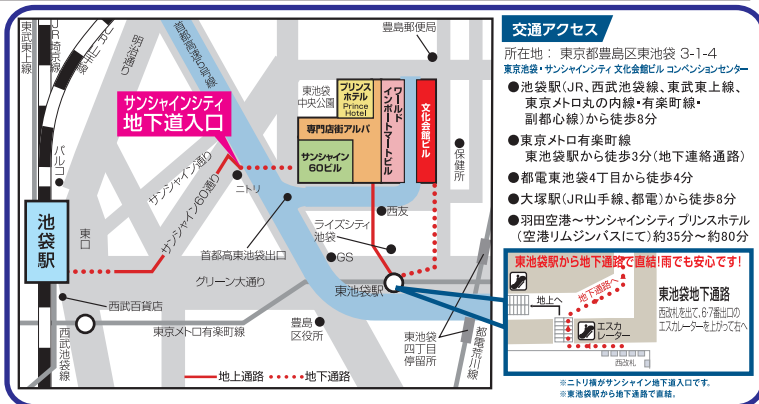 東武東上線
JR埼京線
JR山手線
明治通り
首都高速5号線
豊島郵便局
サンシャインシティ
地下道入口
東池袋
中央公園
プリンス
ホテル
Prince
Hotel
ワールド
インポートマートビル
文化会館ビル
専門店街アルパ
サンシャイン
60ビル
保健所
パルコ
サンシャイン通り
サンシャイン60通り
ニトリ
西友
ライズシティ
池袋
池袋駅
東口
首都高東池袋出口
GS
グリーン大通り
東池袋駅
西武百貨店
西武池袋線
東京メトロ有楽町線
豊島
区役所
東池袋
四丁目
停留所
都電荒川線
地上通路
地下通路
交通アクセス
所在地： 東京都豊島区東池袋 3-1-4
東京池袋・サンシャインシティ 文化会館ビル コンベンションセンター
●池袋駅(JR、西武池袋線、東武東上線、
東京メトロ丸の内線・有楽町線・
副都心線)から徒歩8分
●東京メトロ有楽町線
東池袋駅から徒歩3分(地下連絡通路)
●都電東池袋4丁目から徒歩4分
●大塚駅(JR山手線、都電)から徒歩8分
●羽田空港～サンシャインシティ プリンスホテル
(空港リムジンバスにて)約35分～約80分
東池袋駅から地下通路で直結!雨でも安心です!
地下通路へ
地上へ
エスカ
レーター
西改札
東池袋地下通路
西改札を出て、6・7番出口の
エスカレーターを上がって右へ
※ニトリ横がサンシャイン地下道入口です。
※東池袋駅から地下通路で直結。